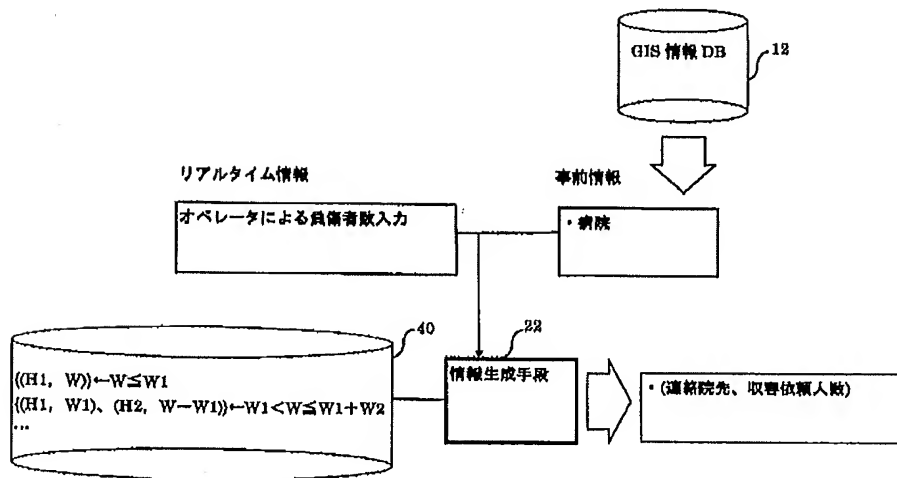 GIS 情報 DB
12
リアルタイム情報
事前情報
オペレータによる負傷者数入力
・病院
40
22
{(H1, W)}←W≦W1
{(H1, W1)、(H2, W−W1)}←W1<W≦W1+W2
…
情報生成手段
・(連絡院先、収容依頼人数)